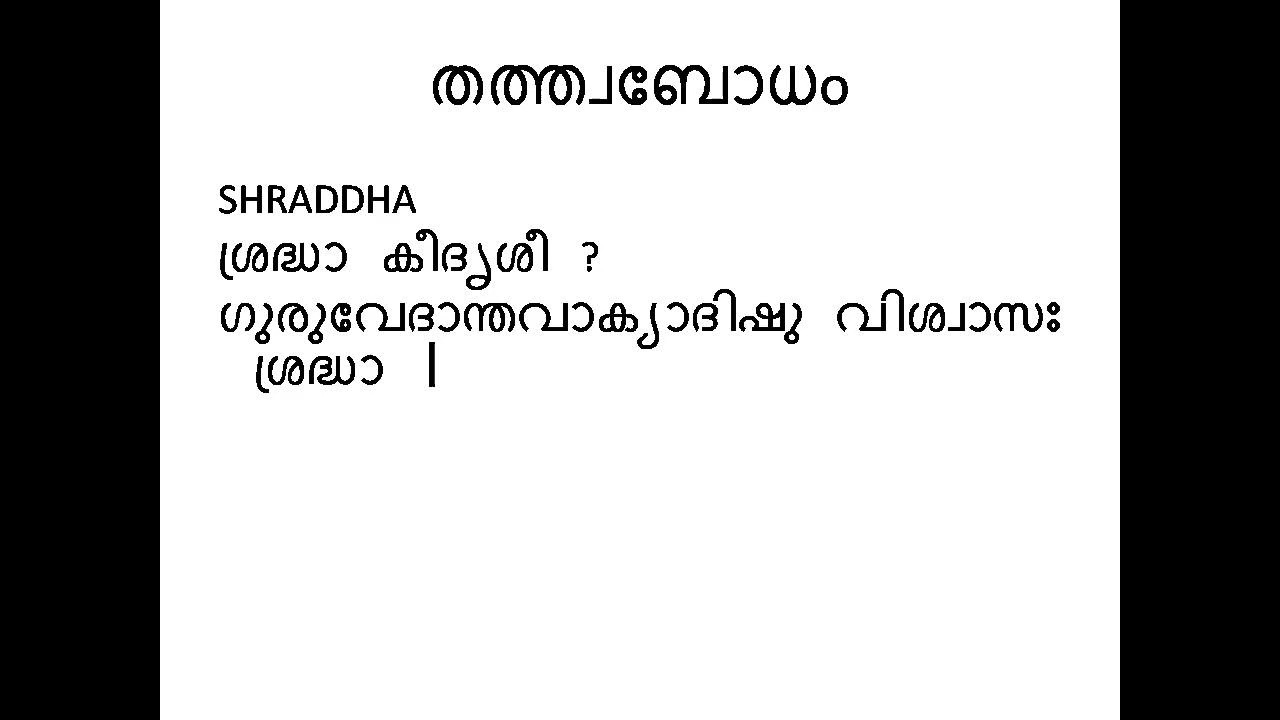 തത്ത്വബോധം
SHRADDHA
ശ്രദ്ധാ കീദൃശീ ?
ഗുരുവേദാന്തവാക്യാദിഷു വിശ്വാസഃ
ശ്രദ്ധാ |